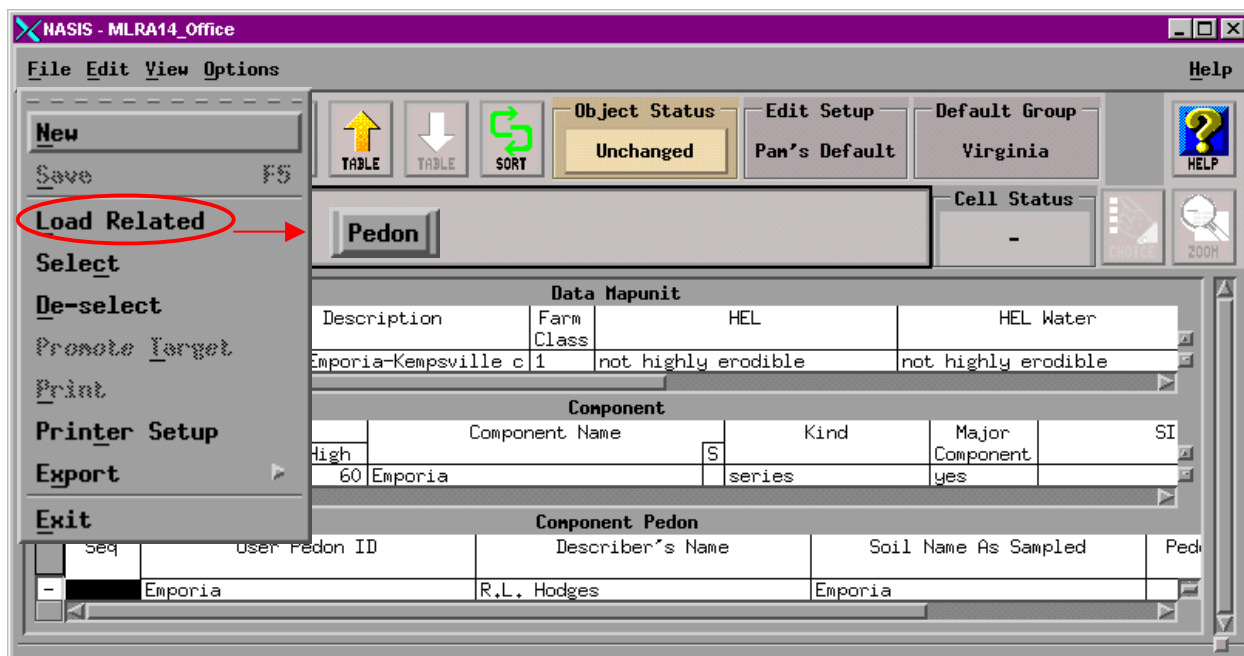 NASIS - MLRA14_Office
File Edit View Options Help
New
Save F5
Load Related
Select
De-select
Promote Target
Print
Printer Setup
Export
Exit
TABLE
TABLE
SORT
Object Status
Unchanged
Edit Setup
Pam's Default
Default Group
Virginia
HELP
Pedon
Cell Status
-
CHOICE
ZOOM
Data Mapunit
Description Farm Class HEL HEL Water
Emporia-Kempsville c 1 not highly erodible not highly erodible
Component
High Component Name S Kind Major Component SI
60 Emporia series yes
Component Pedon
Seq User Pedon ID Describer's Name Soil Name As Sampled Ped
- Emporia R.L. Hodges Emporia